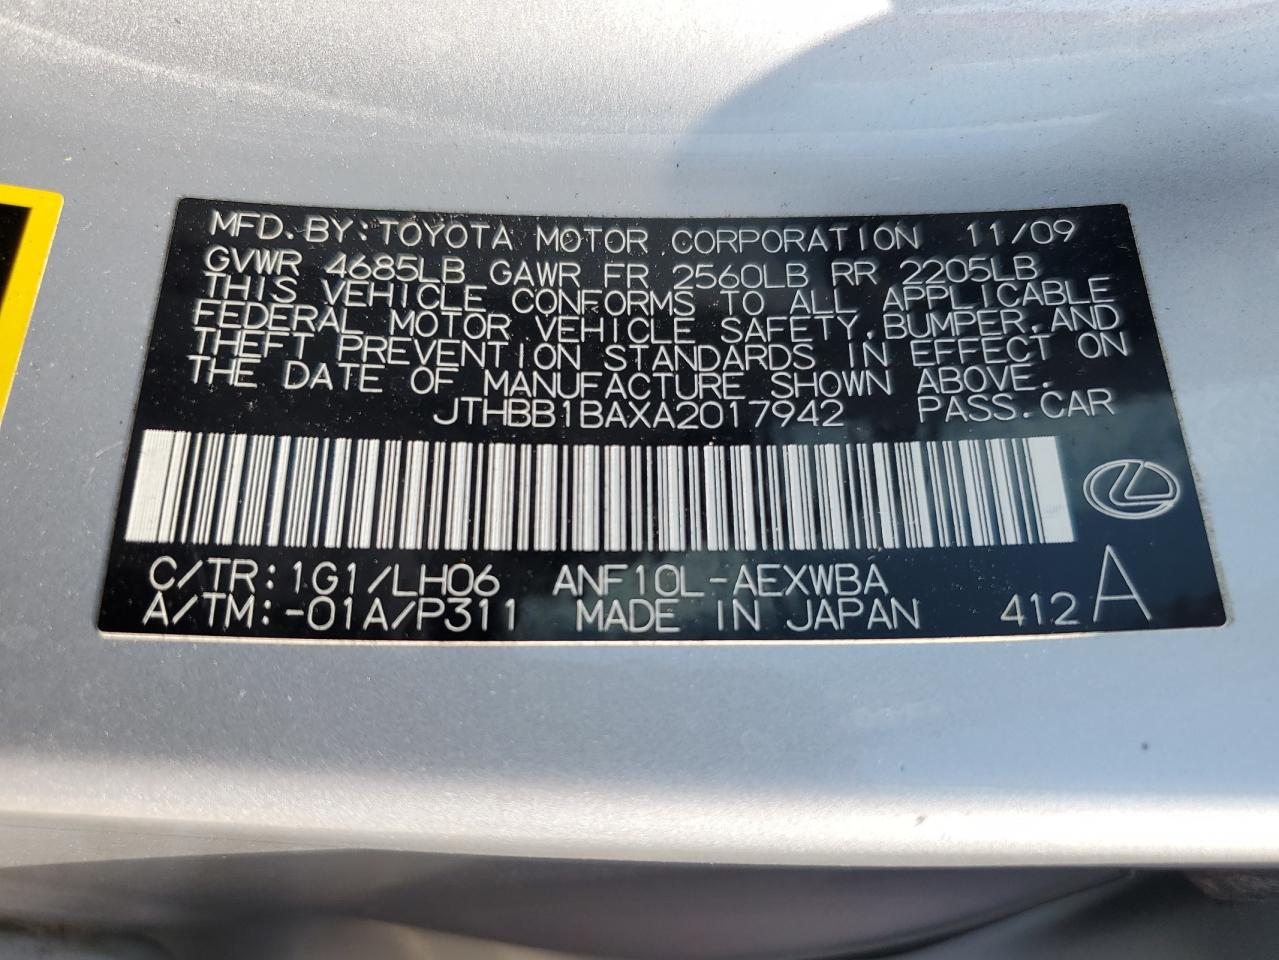 MFD. BY: TOYOTA MOTOR CORPORATION 11/09
GVWR 4685LB GAWR FR 2560LB RR 2205LB
THIS VEHICLE CONFORMS TO ALL APPLICABLE
FEDERAL MOTOR VEHICLE SAFETY, BUMPER, AND
THEFT PREVENTION STANDARDS IN EFFECT ON
THE DATE OF MANUFACTURE SHOWN ABOVE.
JTHBB1BAXA2017942 PASS. CAR
C/TR: 1G1/LH06 ANF10L-AEXWBA
A/TM: -01A/P311 MADE IN JAPAN 412 A